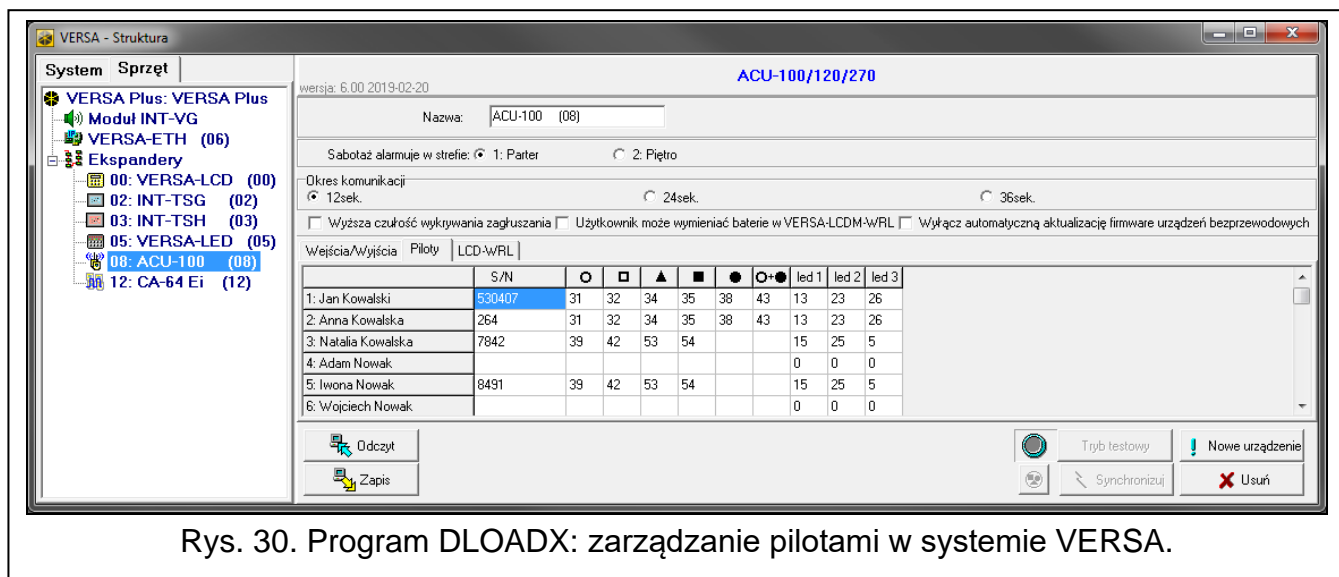 VERSA - Struktura
System Sprzęt
VERSA Plus: VERSA Plus
Moduł INT-VG
VERSA-ETH (06)
Ekspandery
00: VERSA-LCD (00)
02: INT-TSG (02)
03: INT-TSH (03)
05: VERSA-LED (05)
08: ACU-100 (08)
12: CA-64 Ei (12)
wersja: 6.00 2019-02-20
ACU-100/120/270
Nazwa: ACU-100 (08)
Sabotaż alarmuje w strefie: 1: Parter 2: Piętro
Okres komunikacji
12sek. 24sek. 36sek.
Wyższa czułość wykrywania zagłuszania Użytkownik może wymieniać baterie w VERSA-LCDM-WRL Wyłącz automatyczną aktualizację firmware urządzeń bezprzewodowych
Wejścia/Wyjścia Piloty LCD-WRL
S/N led 1 led 2 led 3
1: Jan Kowalski 530407 31 32 34 35 38 43 13 23 26
2: Anna Kowalska 264 31 32 34 35 38 43 13 23 26
3: Natalia Kowalska 7842 39 42 53 54 15 25 5
4: Adam Nowak 0 0 0
5: Iwona Nowak 8491 39 42 53 54 15 25 5
6: Wojciech Nowak 0 0 0
Odczyt Tryb testowy Nowe urządzenie
Zapis Synchronizuj Usuń
Rys. 30. Program DLOADX: zarządzanie pilotami w systemie VERSA.